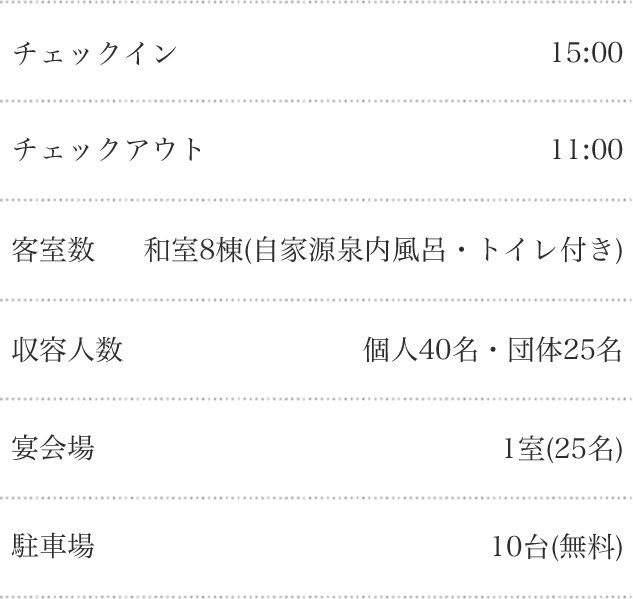 チェックイン 15:00
チェックアウト 11:00
客室数 和室8棟(自家源泉内風呂・トイレ付き)
収容人数 個人40名・団体25名
宴会場 1室(25名)
駐車場 10台(無料)